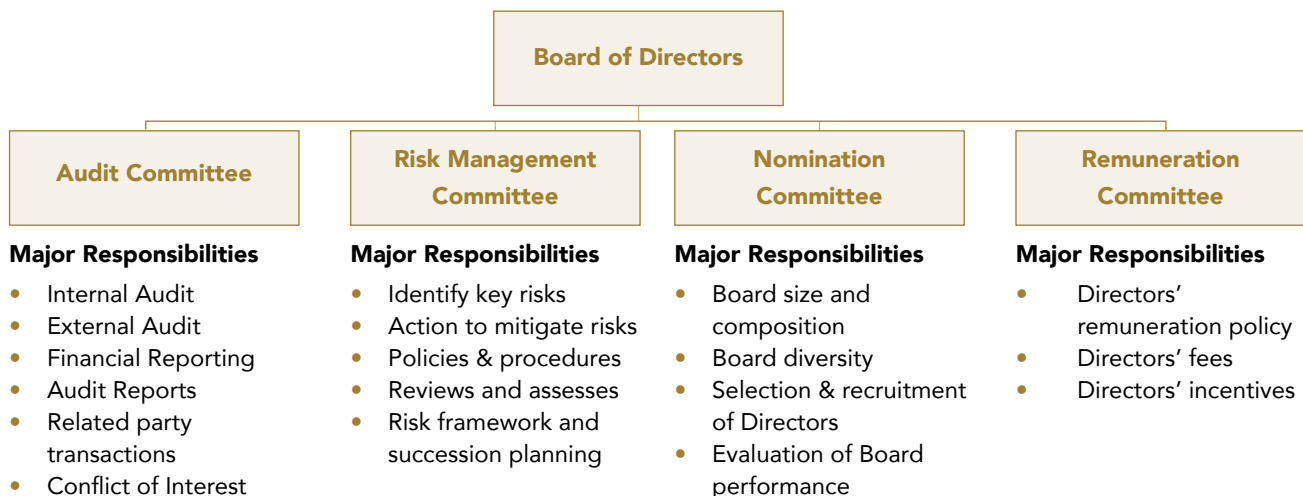 Board of Directors
Audit Committee
Risk Management
Committee
Nomination
Committee
Remuneration
Committee
Major Responsibilities
• Internal Audit
• External Audit
• Financial Reporting
• Audit Reports
• Related party
transactions
• Conflict of Interest
Major Responsibilities
• Identify key risks
• Action to mitigate risks
• Policies & procedures
• Reviews and assesses
• Risk framework and
succession planning
Major Responsibilities
• Board size and
composition
• Board diversity
• Selection & recruitment
of Directors
• Evaluation of Board
performance
Major Responsibilities
• Directors’
remuneration policy
• Directors’ fees
• Directors’ incentives